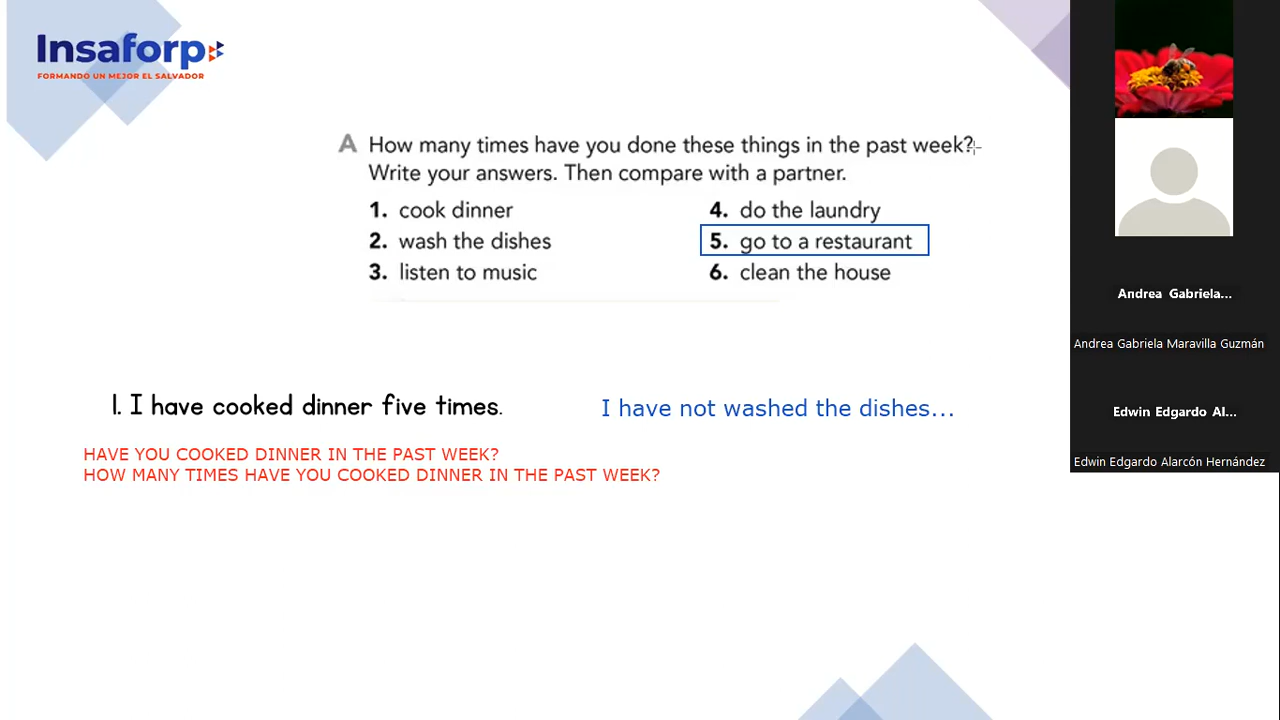 Insaforp
FORMANDO UN MEJOR EL SALVADOR
A How many times have you done these things in the past week?
Write your answers. Then compare with a partner.
1. cook dinner
2. wash the dishes
3. listen to music
4. do the laundry
5. go to a restaurant
6. clean the house
1. I have cooked dinner five times.
I have not washed the dishes...
HAVE YOU COOKED DINNER IN THE PAST WEEK?
HOW MANY TIMES HAVE YOU COOKED DINNER IN THE PAST WEEK?
Andrea Gabriela...
Andrea Gabriela Maravilla Guzmán
Edwin Edgardo Al...
Edwin Edgardo Alarcón Hernández